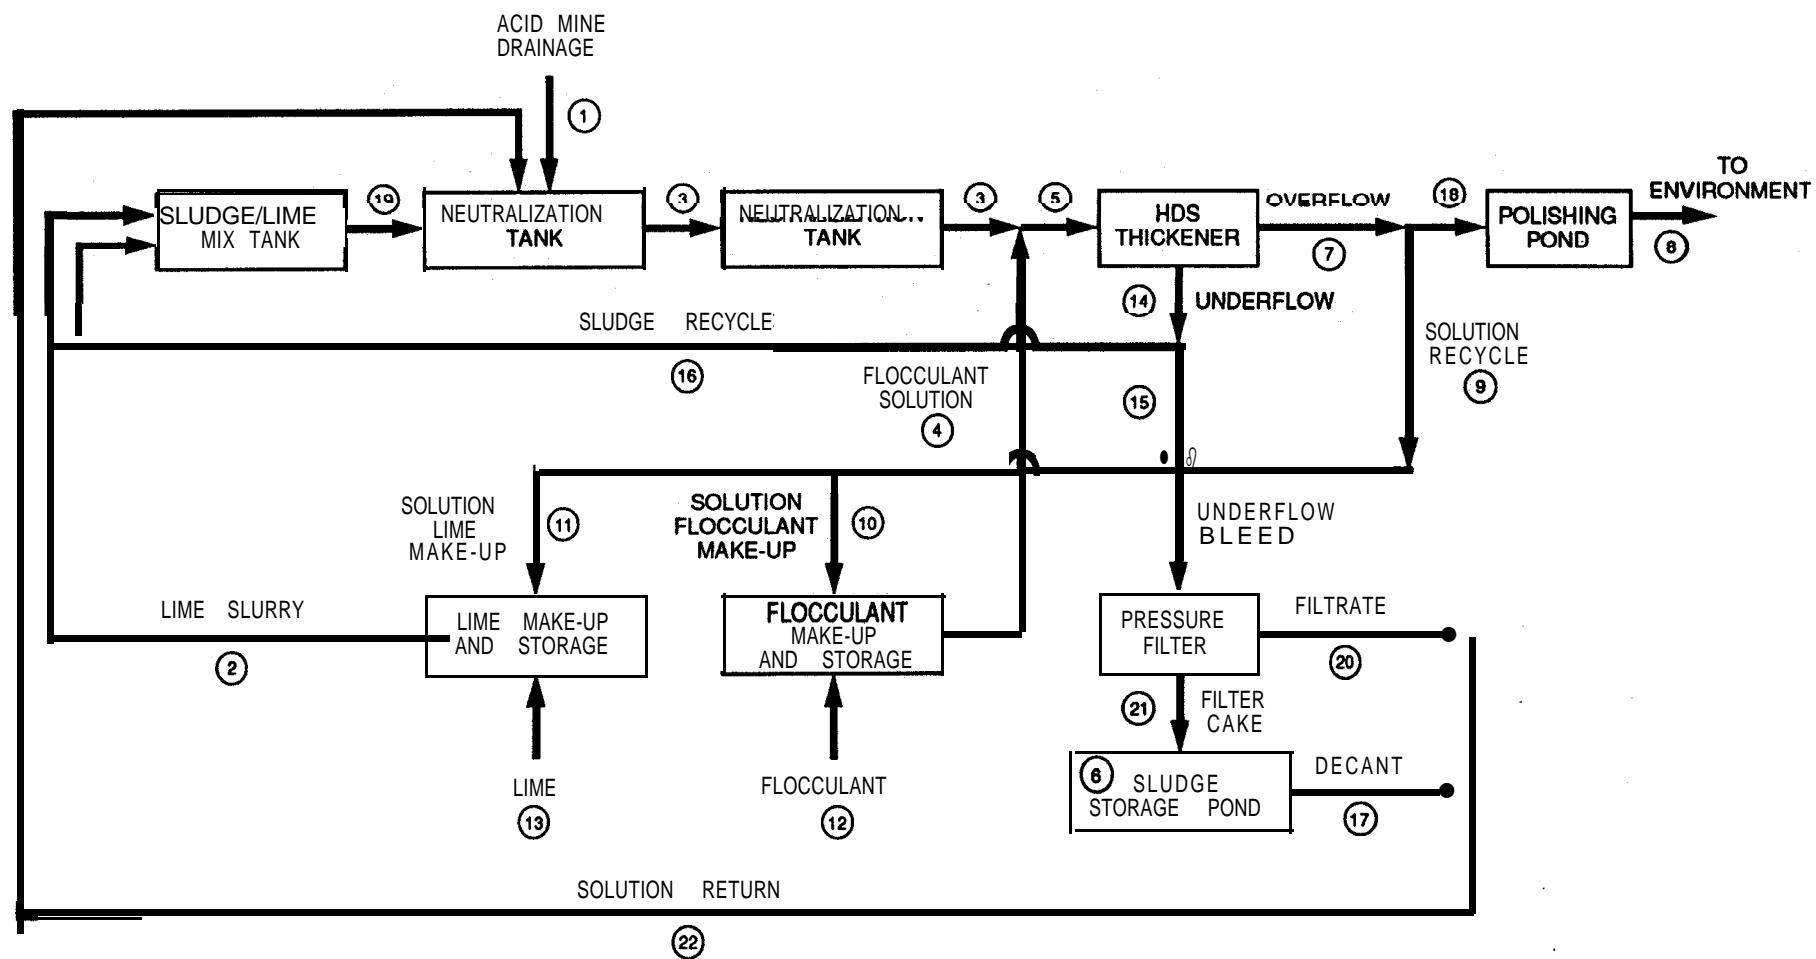 ACID MINE
DRAINAGE
1
TO
ENVIRONMENT
8
SLUDGE/LIME
MIX TANK
19
NEUTRALIZATION
TANK
3
NEUTRALIZATION
TANK
3
5
HDS
THICKENER
OVERFLOW
7
18
POLISHING
POND
14
UNDERFLOW
SLUDGE RECYCLE
16
SOLUTION
RECYCLE
9
FLOCCULANT
SOLUTION
4
15
SOLUTION
LIME
MAKE-UP
11
SOLUTION
FLOCCULANT
MAKE-UP
10
UNDERFLOW
BLEED
LIME SLURRY
2
LIME MAKE-UP
AND STORAGE
FLOCCULANT
MAKE-UP
AND STORAGE
PRESSURE
FILTER
FILTRATE
20
21
FILTER
CAKE
LIME
13
FLOCCULANT
12
6
SLUDGE
STORAGE POND
DECANT
17
SOLUTION RETURN
22